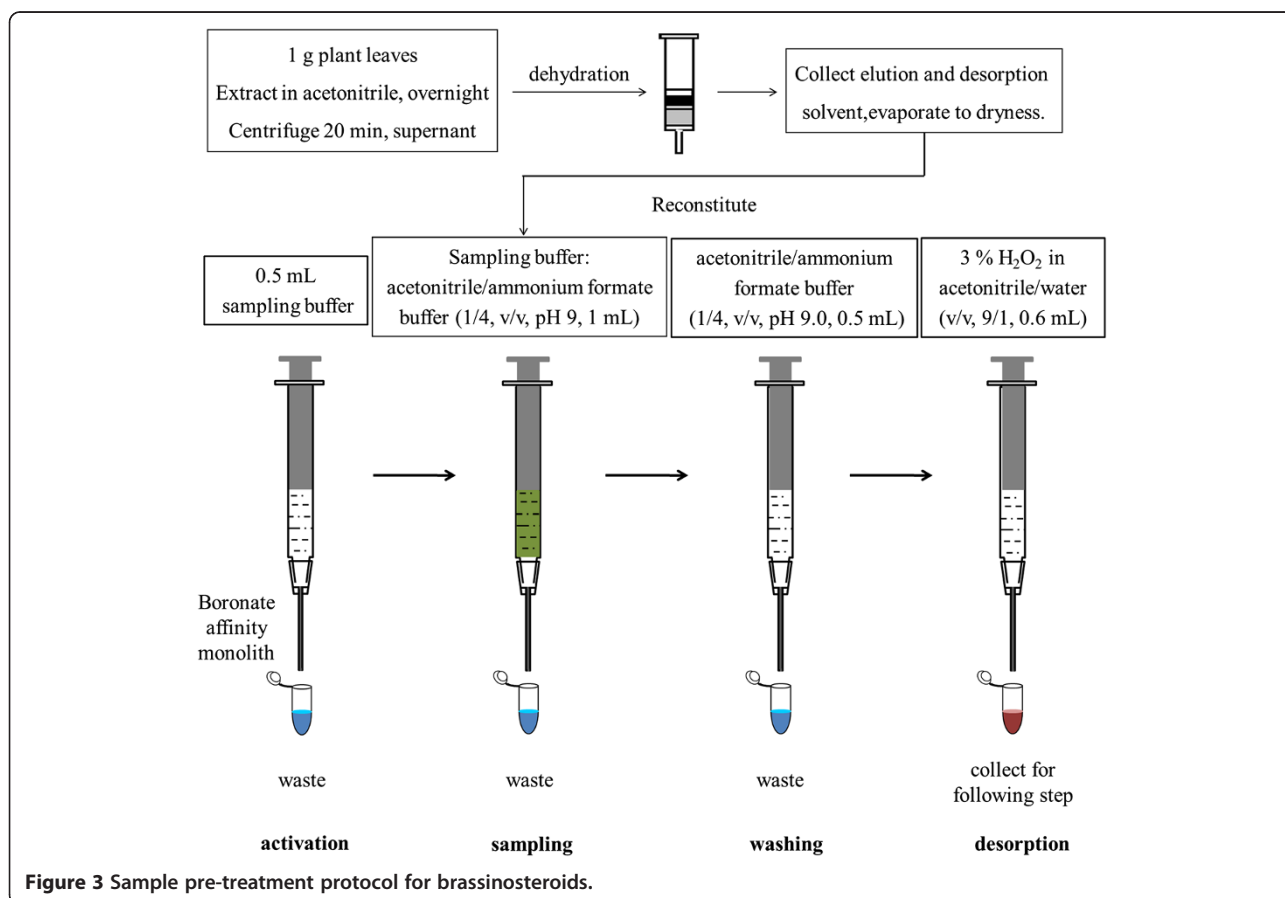 1 g plant leaves
Extract in acetonitrile, overnight
Centrifuge 20 min, supernant
dehydration
Collect elution and desorption
solvent,evaporate to dryness.
Reconstitute
0.5 mL
sampling buffer
Sampling buffer:
acetonitrile/ammonium formate
buffer (1/4, v/v, pH 9, 1 mL)
acetonitrile/ammonium
formate buffer
(1/4, v/v, pH 9.0, 0.5 mL)
3 % H₂O₂ in
acetonitrile/water
(v/v, 9/1, 0.6 mL)
Boronate
affinity
monolith
waste
waste
waste
collect for
following step
activation
sampling
washing
desorption
Figure 3 Sample pre-treatment protocol for brassinosteroids.